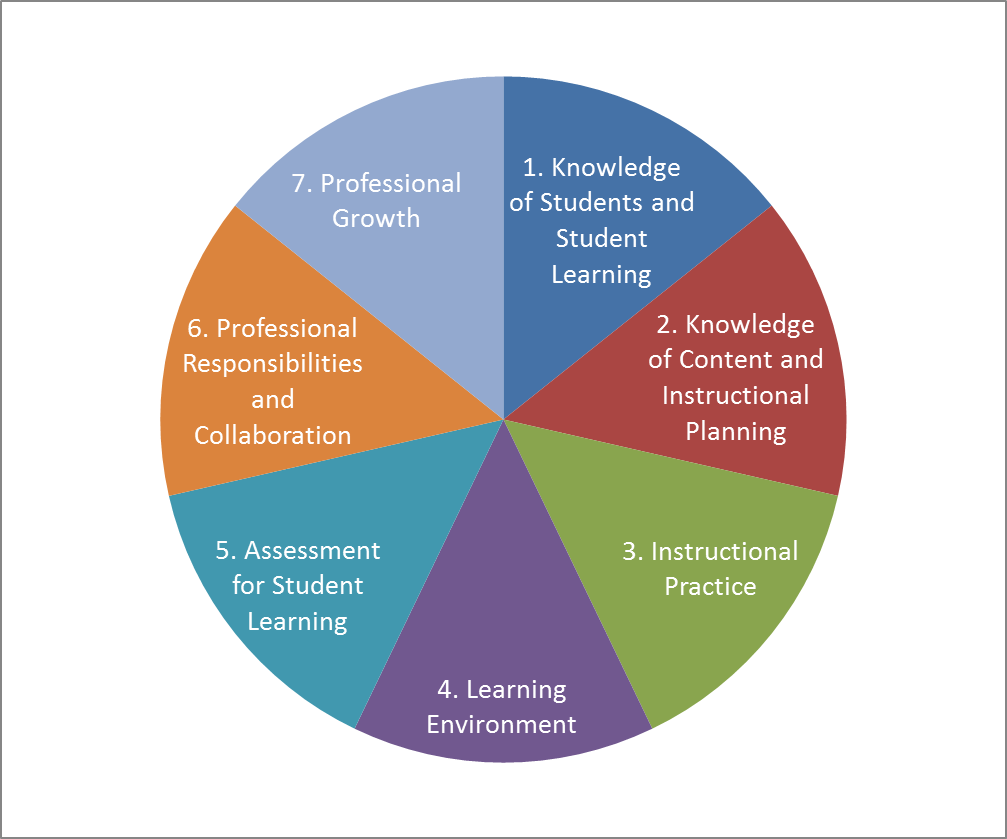 1. Knowledge
of Students and
Student
Learning
2. Knowledge
of Content and
Instructional
Planning
3. Instructional
Practice
4. Learning
Environment
5. Assessment
for Student
Learning
6. Professional
Responsibilities
and
Collaboration
7. Professional
Growth